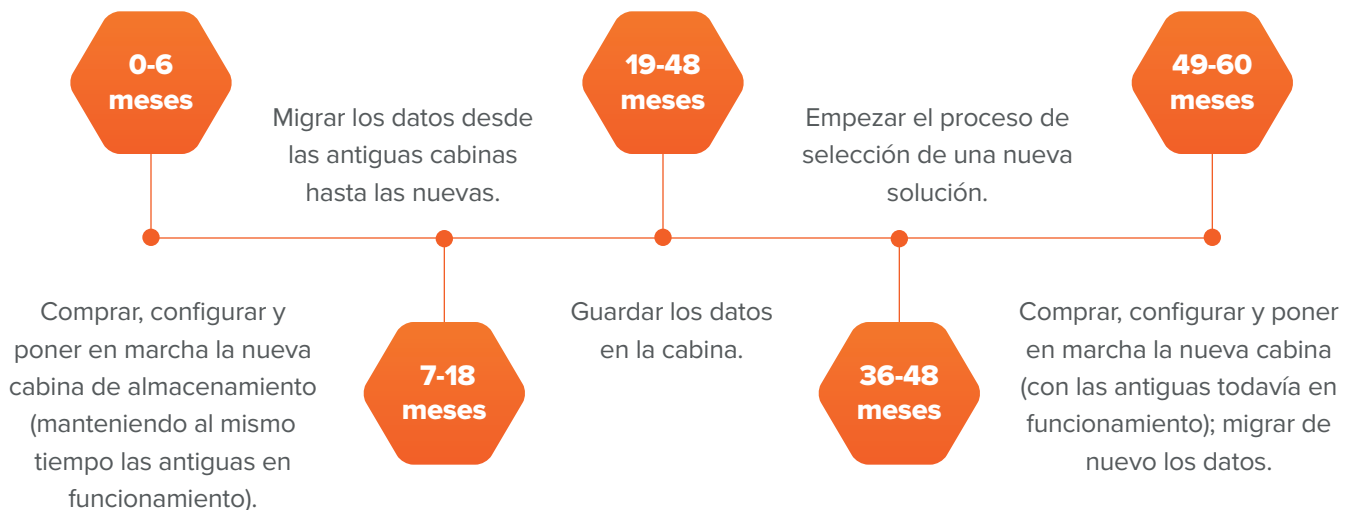 0-6
meses
Comprar, configurar y
poner en marcha la nueva
cabina de almacenamiento
(manteniendo al mismo
tiempo las antiguas en
funcionamiento).
Migrar los datos desde
las antiguas cabinas
hasta las nuevas.
7-18
meses
19-48
meses
Guardar los datos
en la cabina.
Empezar el proceso de
selección de una nueva
solución.
36-48
meses
49-60
meses
Comprar, configurar y poner
en marcha la nueva cabina
(con las antiguas todavía en
funcionamiento); migrar de
nuevo los datos.